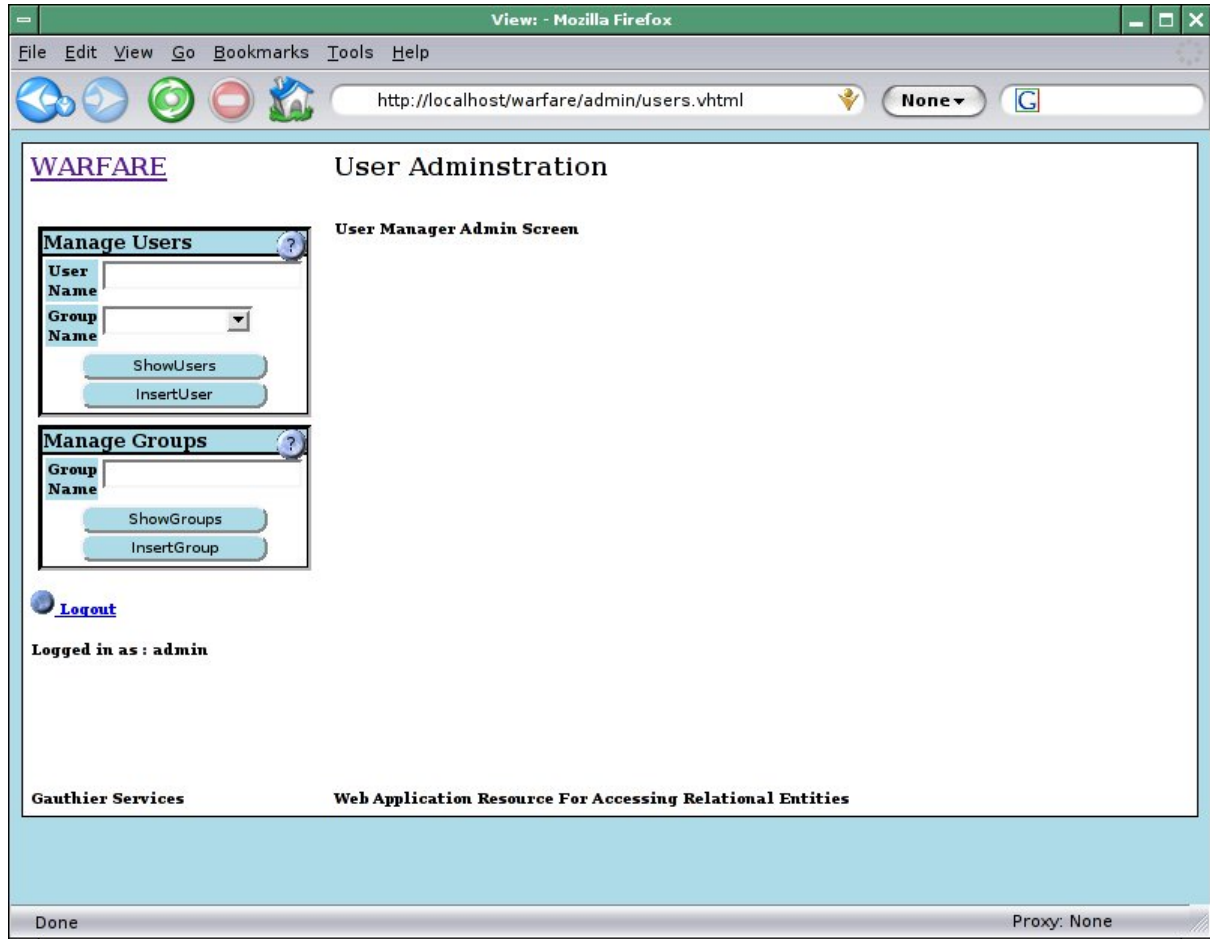 View: - Mozilla Firefox
File Edit View Go Bookmarks Tools Help
http://localhost/warfare/admin/users.vhtml
None
G
WARFARE
User Adminstration
User Manager Admin Screen
Manage Users
?
User
Name
Group
Name
ShowUsers
InsertUser
Manage Groups
?
Group
Name
ShowGroups
InsertGroup
Logout
Logged in as : admin
Gauthier Services
Web Application Resource For Accessing Relational Entities
Done
Proxy: None